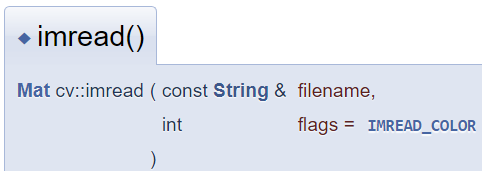 ◆ imread()
Mat cv::imread ( const String & filename,
int flags = IMREAD_COLOR
)